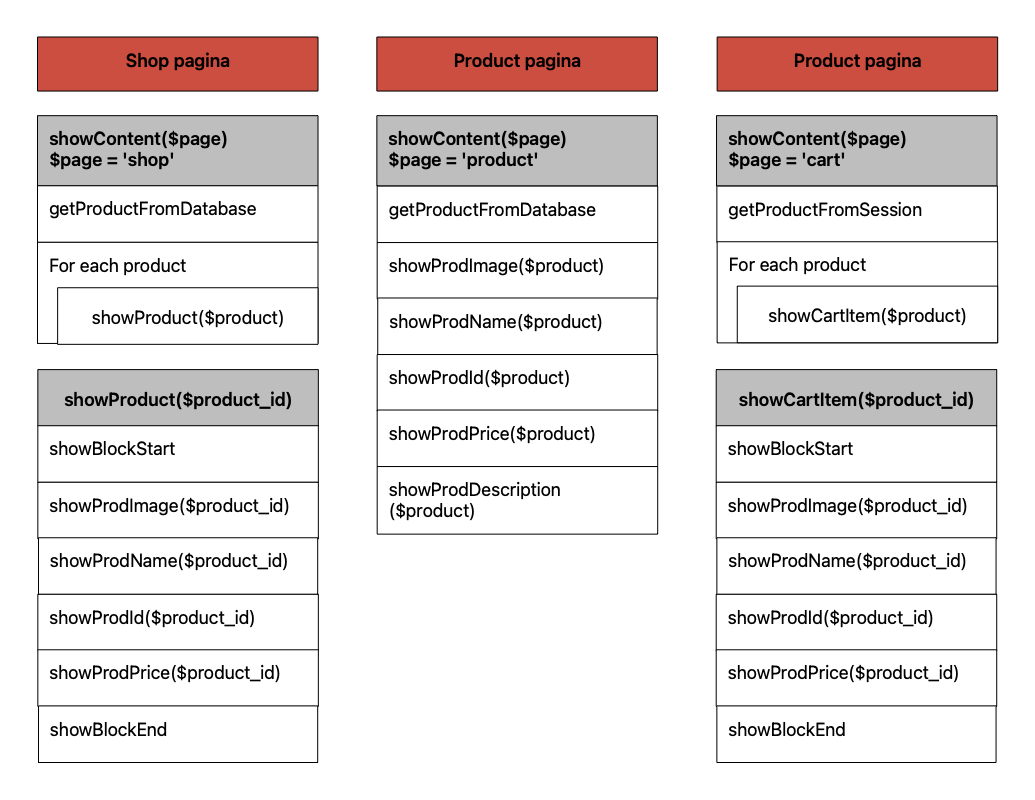 Shop pagina
showContent($page)
$page = 'shop'
getProductFromDatabase
For each product
showProduct($product)
showProduct($product_id)
showBlockStart
showProdImage($product_id)
showProdName($product_id)
showProdId($product_id)
showProdPrice($product_id)
showBlockEnd
Product pagina
showContent($page)
$page = 'product'
getProductFromDatabase
showProdImage($product)
showProdName($product)
showProdId($product)
showProdPrice($product)
showProdDescription
($product)
Product pagina
showContent($page)
$page = 'cart'
getProductFromSession
For each product
showCartItem($product)
showCartItem($product_id)
showBlockStart
showProdImage($product_id)
showProdName($product_id)
showProdId($product_id)
showProdPrice($product_id)
showBlockEnd